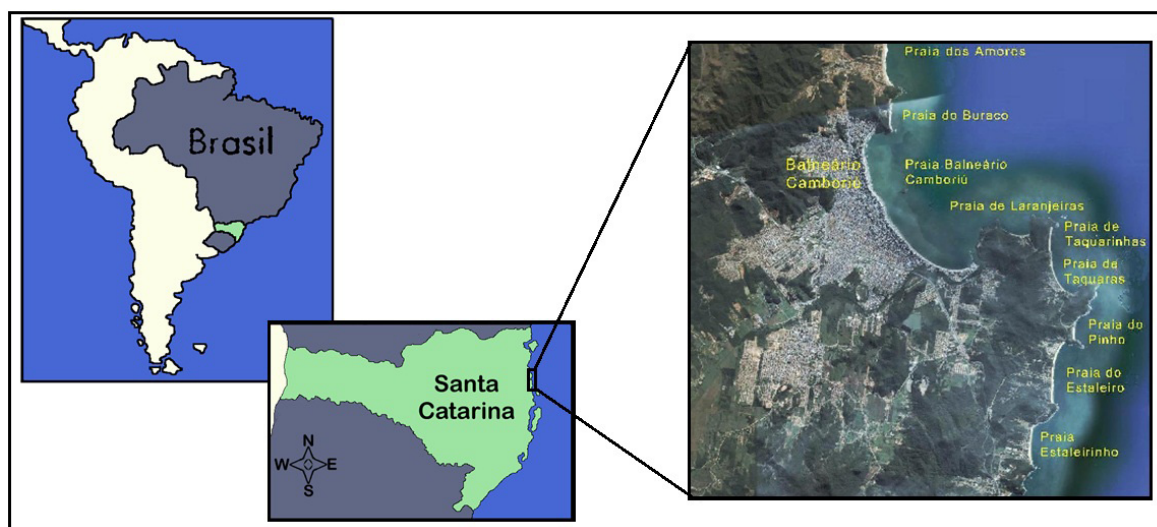 Brasil
Santa
Catarina
N
W E
S
Praia dos Amores
Praia do Buraco
Balneário
Camboriú
Praia Balneário
Camboriú
Praia de Laranjeiras
Praia de
Taquarinhas
Praia de
Taquaras
Praia do
Pinho
Praia do
Estaleiro
Praia
Estaleirinho